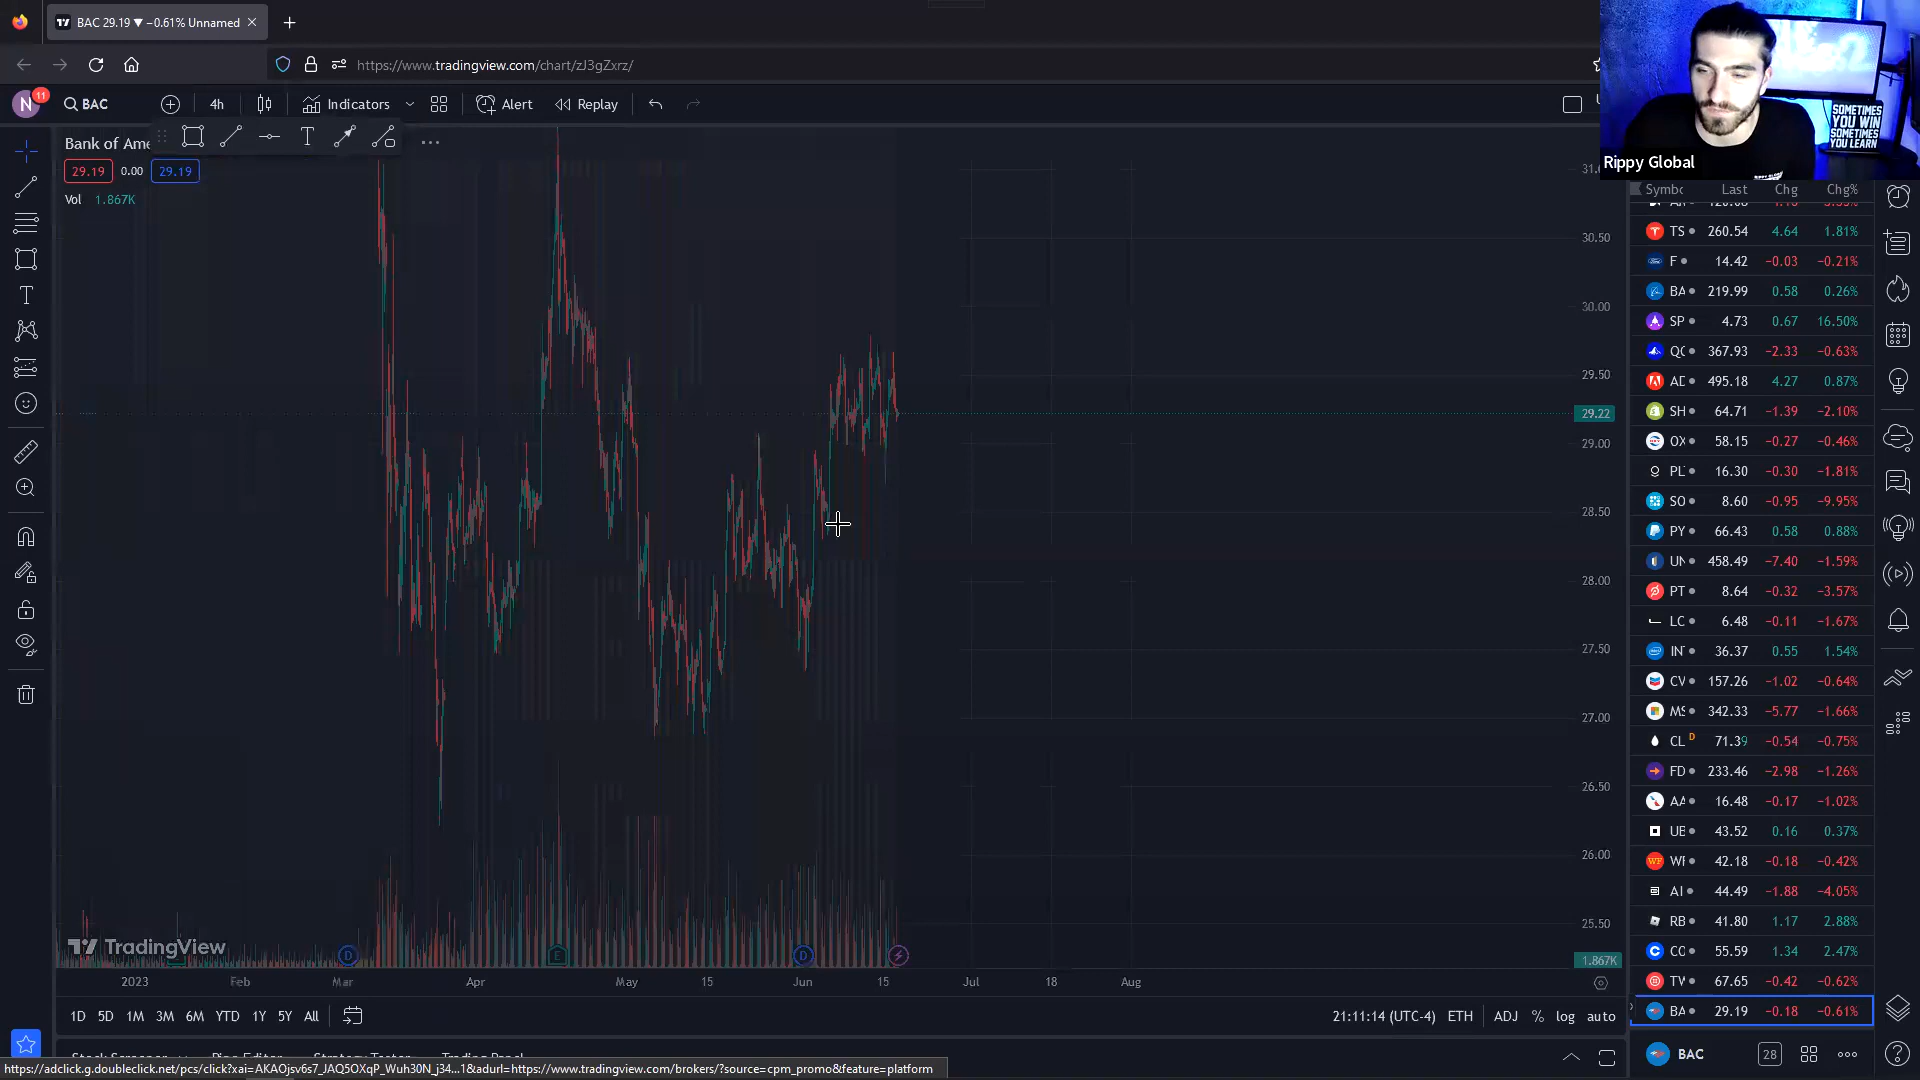 BAC 29.19 ▼ −0.61% Unnamed
https://www.tradingview.com/chart/zJ3gZxrz/
N 11 BAC 4h Indicators Alert Replay
Bank of Ame
29.19 0.00 29.19
Vol 1.867K
SOMETIMES
YOU WIN
SOMETIMES
YOU LEARN
Rippy Global
Symbc Last Chg Chg%
TS 260.54 4.64 1.81%
F 14.42 −0.03 −0.21%
BA 219.99 0.58 0.26%
SP 4.73 0.67 16.50%
QC 367.93 −2.33 −0.63%
AD 495.18 4.27 0.87%
SH 64.71 −1.39 −2.10%
OX 58.15 −0.27 −0.46%
PL 16.30 −0.30 −1.81%
SO 8.60 −0.95 −9.95%
PY 66.43 0.58 0.88%
UN 458.49 −7.40 −1.59%
PT 8.64 −0.32 −3.57%
LC 6.48 −0.11 −1.67%
INT 36.37 0.55 1.54%
CV 157.26 −1.02 −0.64%
MS 342.33 −5.77 −1.66%
CL D 71.39 −0.54 −0.75%
FD 233.46 −2.98 −1.26%
AA 16.48 −0.17 −1.02%
UE 43.52 0.16 0.37%
WF 42.18 −0.18 −0.42%
AI 44.49 −1.88 −4.05%
RB 41.80 1.17 2.88%
CO 55.59 1.34 2.47%
TW 67.65 −0.42 −0.62%
BA 29.19 −0.18 −0.61%
30.50
30.00
29.50
29.22
29.00
28.50
28.00
27.50
27.00
26.50
26.00
25.50
1.867K
TradingView
D E D
2023 Feb Mar Apr May 15 Jun 15 Jul 18 Aug
1D 5D 1M 3M 6M YTD 1Y 5Y All
21:11:14 (UTC-4) ETH ADJ % log auto
Stock Screener Pine Editor Strategy Tester Trading Panel
BAC 28
https://adclick.g.doubleclick.net/pcs/click?xai=AKAOjsv6s7_JAQ5OXqP_Wuh30N_j34...1&adurl=https://www.tradingview.com/brokers/?source=cpm_promo&feature=platform